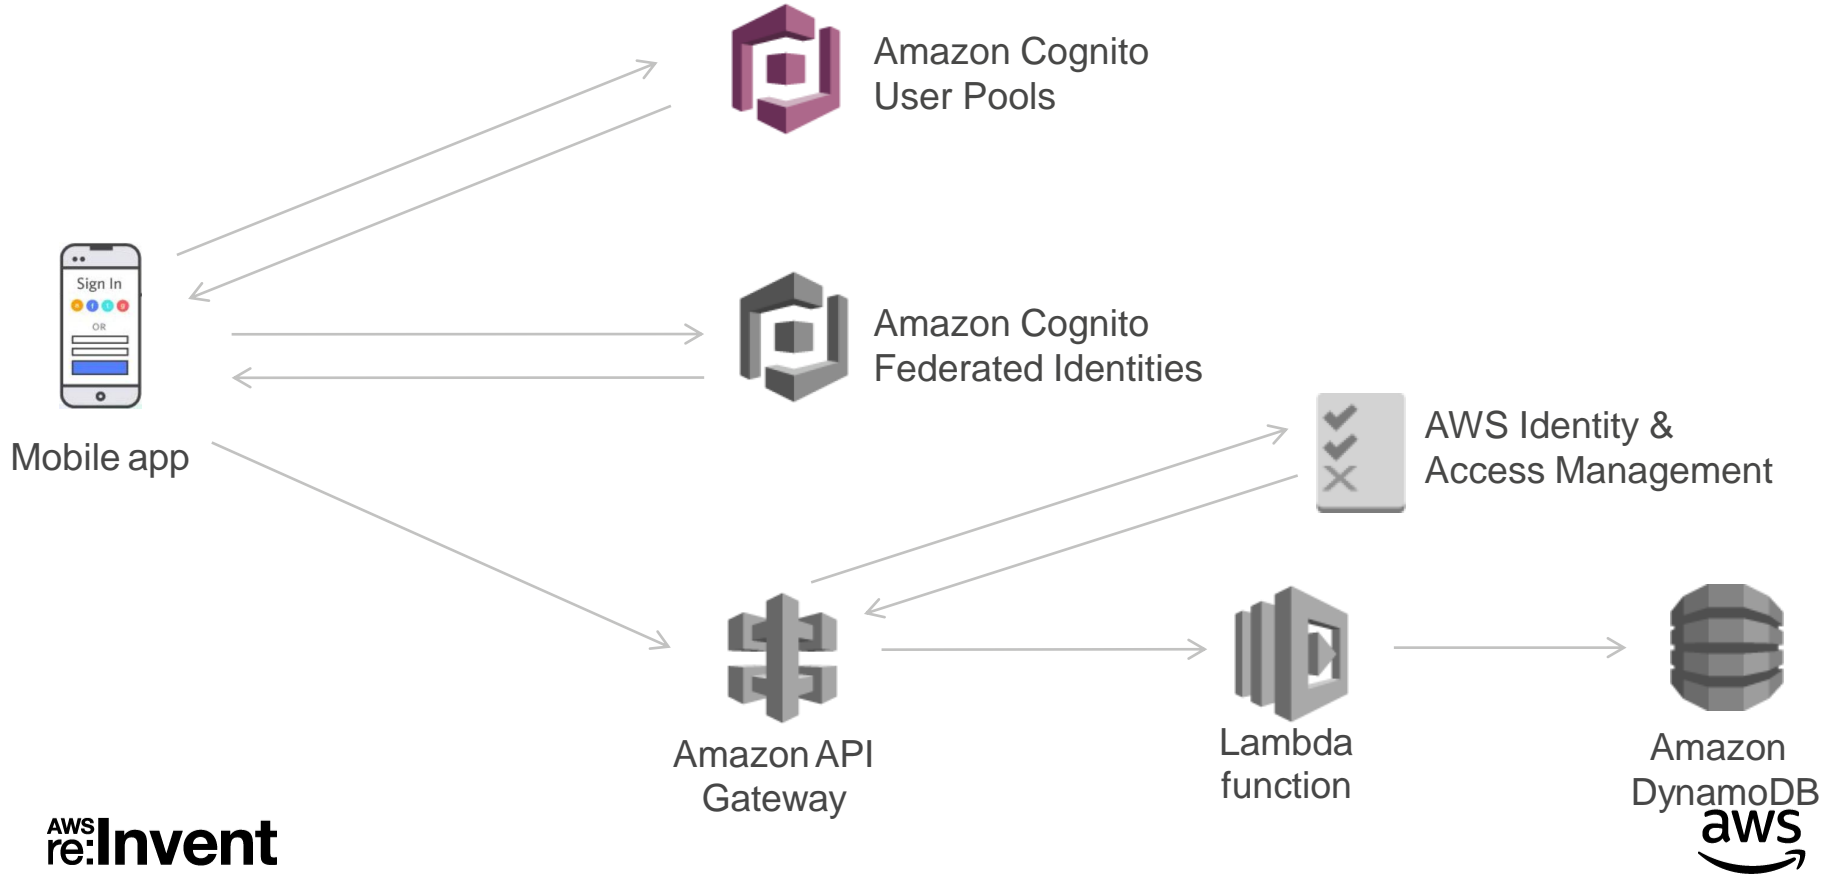 Amazon Cognito
User Pools
Sign In
OR
Mobile app
Amazon Cognito
Federated Identities
AWS Identity &
Access Management
Amazon API
Gateway
Lambda
function
Amazon
DynamoDB
AWS
re:Invent
aws